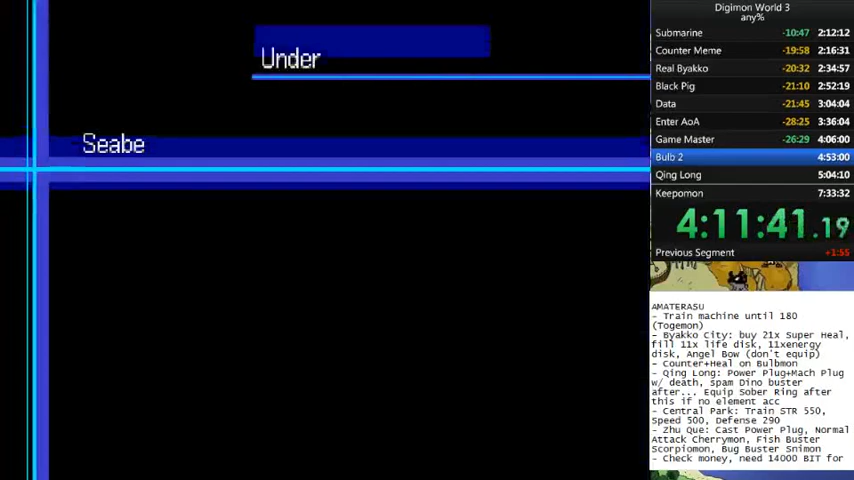 Under
Seabe
Digimon World 3
any%
Submarine -10:47 2:12:12
Counter Meme -19:58 2:16:31
Real Byakko -20:32 2:34:57
Black Pig -21:10 2:52:19
Data -21:45 3:04:04
Enter AoA -28:25 3:36:04
Game Master -26:29 4:06:00
Bulb 2 4:53:00
Qing Long 5:04:10
Keepomon 7:33:32
4:11:41.19
Previous Segment +1:55
AMATERASU
- Train machine until 180
(Togemon)
- Byakko City: buy 21x Super Heal,
fill 11x life disk, 11xenergy
disk, Angel Bow (don't equip)
- Counter+Heal on Bulbmon
- Qing Long: Power Plug+Mach Plug
w/ death, spam Dino buster
after... Equip Sober Ring after
this if no element acc
- Central Park: Train STR 550,
Speed 500, Defense 290
- Zhu Que: Cast Power Plug, Normal
Attack Cherrymon, Fish Buster
Scorpiomon, Bug Buster Snimon
- Check money, need 14000 BIT for